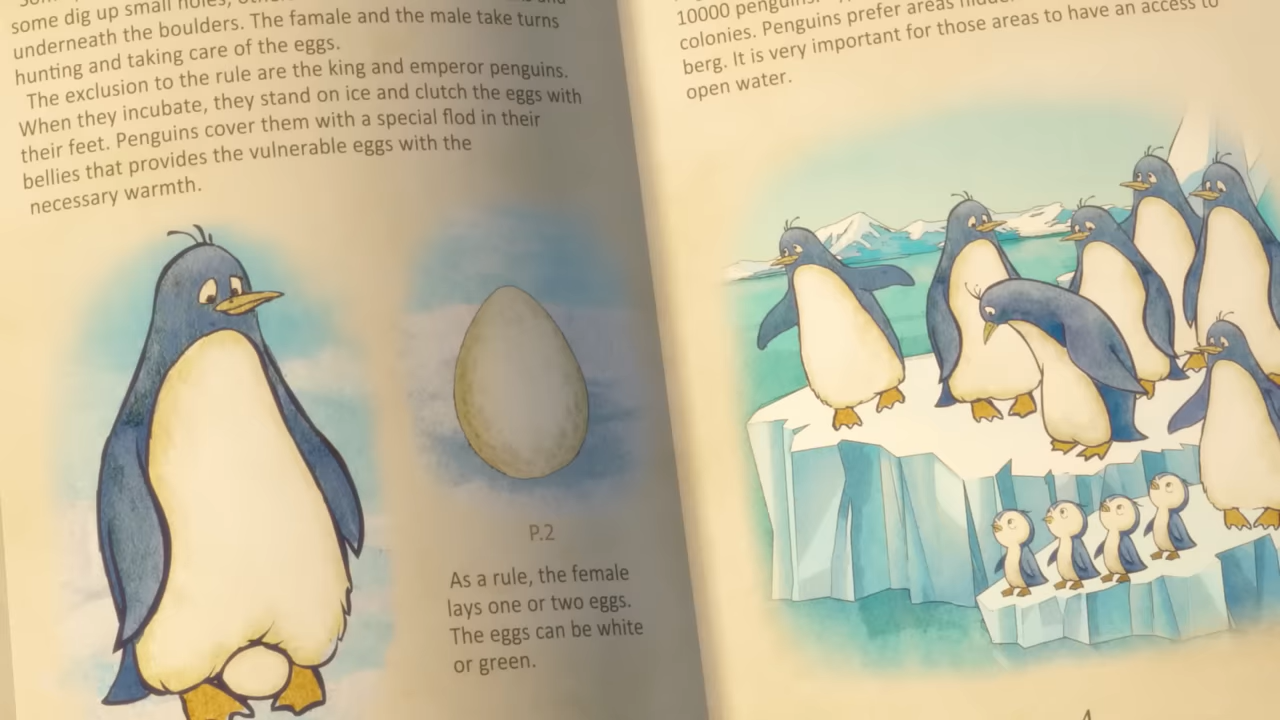 some dig up small holes,
underneath the boulders. The famale and the male take turns
hunting and taking care of the eggs.
The exclusion to the rule are the king and emperor penguins.
When they incubate, they stand on ice and clutch the eggs with
their feet. Penguins cover them with a special flod in their
bellies that provides the vulnerable eggs with the
necessary warmth.
P.2
As a rule, the female
lays one or two eggs.
The eggs can be white
or green.
10000 penguins.
colonies. Penguins prefer areas
berg. It is very important for those areas to have an access to
open water.